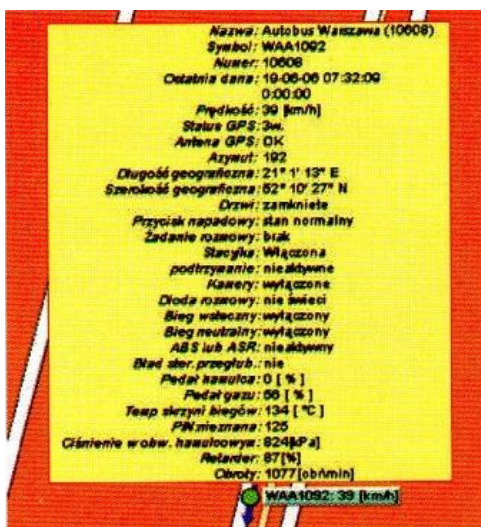 Nazwa: Autobus Warszawa (10608)
Symbol: WAA1092
Numer: 10608
Ostatnia dana: 19-06-06 07:32:09
0:00:00
Prędkość: 39 [km/h]
Status GPS: 3w.
Antena GPS: OK
Azymut: 192
Długość geograficzna: 21° 1' 13" E
Szerokość geograficzna: 52° 10' 27" N
Drzwi: zamkniete
Przycisk napadowy: stan normalny
Żadanie rozmowy: brak
Stacyjka: Włączona
podtrzymanie: nieaktywne
Kamery: wyłączone
Dioda rozmowy: nie świeci
Bieg wsteczny: wyłączony
Bieg neutralny: wyłączony
ABS lub ASR: nieaktywny
Bład ster. przegłub.: nie
Pedał hamulca: 0 [ % ]
Pedał gazu: 56 [ % ]
Temp skrzyni biegów: 134 [ °C ]
PIN nieznana: 125
Ciśnienie w obw. hamulcowym: 824[kPa]
Retarder: 87[%]
Obroty: 1077[obr/min]
WAA1092: 39 [km/h]